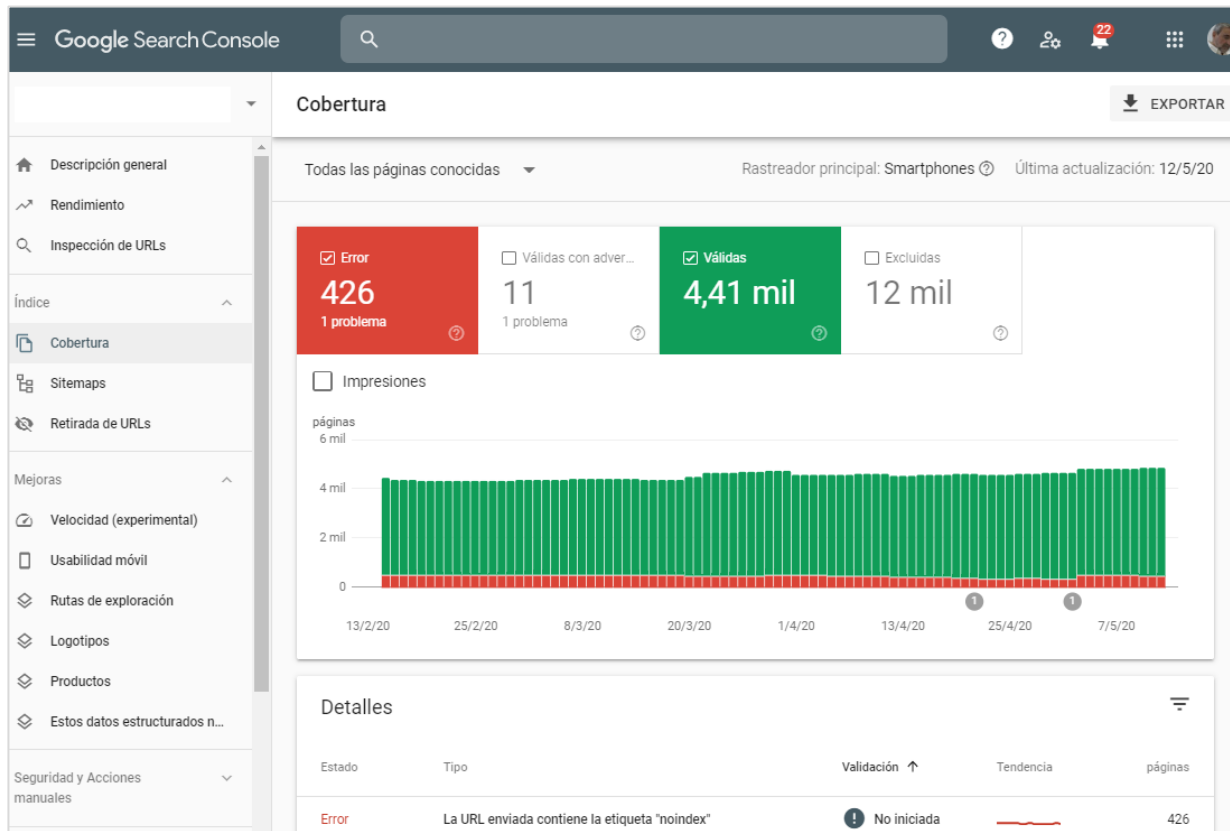 Google Search Console
22
Cobertura
EXPORTAR
Descripción general
Rendimiento
Inspección de URLs
Índice
Cobertura
Sitemaps
Retirada de URLs
Mejoras
Velocidad (experimental)
Usabilidad móvil
Rutas de exploración
Logotipos
Productos
Estos datos estructurados n...
Seguridad y Acciones
manuales
Todas las páginas conocidas
Rastreador principal: Smartphones
Última actualización: 12/5/20
Error
426
1 problema
Válidas con adver...
11
1 problema
Válidas
4,41 mil
Excluidas
12 mil
Impresiones
páginas
6 mil
4 mil
2 mil
0
1 1
13/2/20 25/2/20 8/3/20 20/3/20 1/4/20 13/4/20 25/4/20 7/5/20
Detalles
Estado Tipo Validación Tendencia páginas
Error La URL enviada contiene la etiqueta "noindex" No iniciada 426